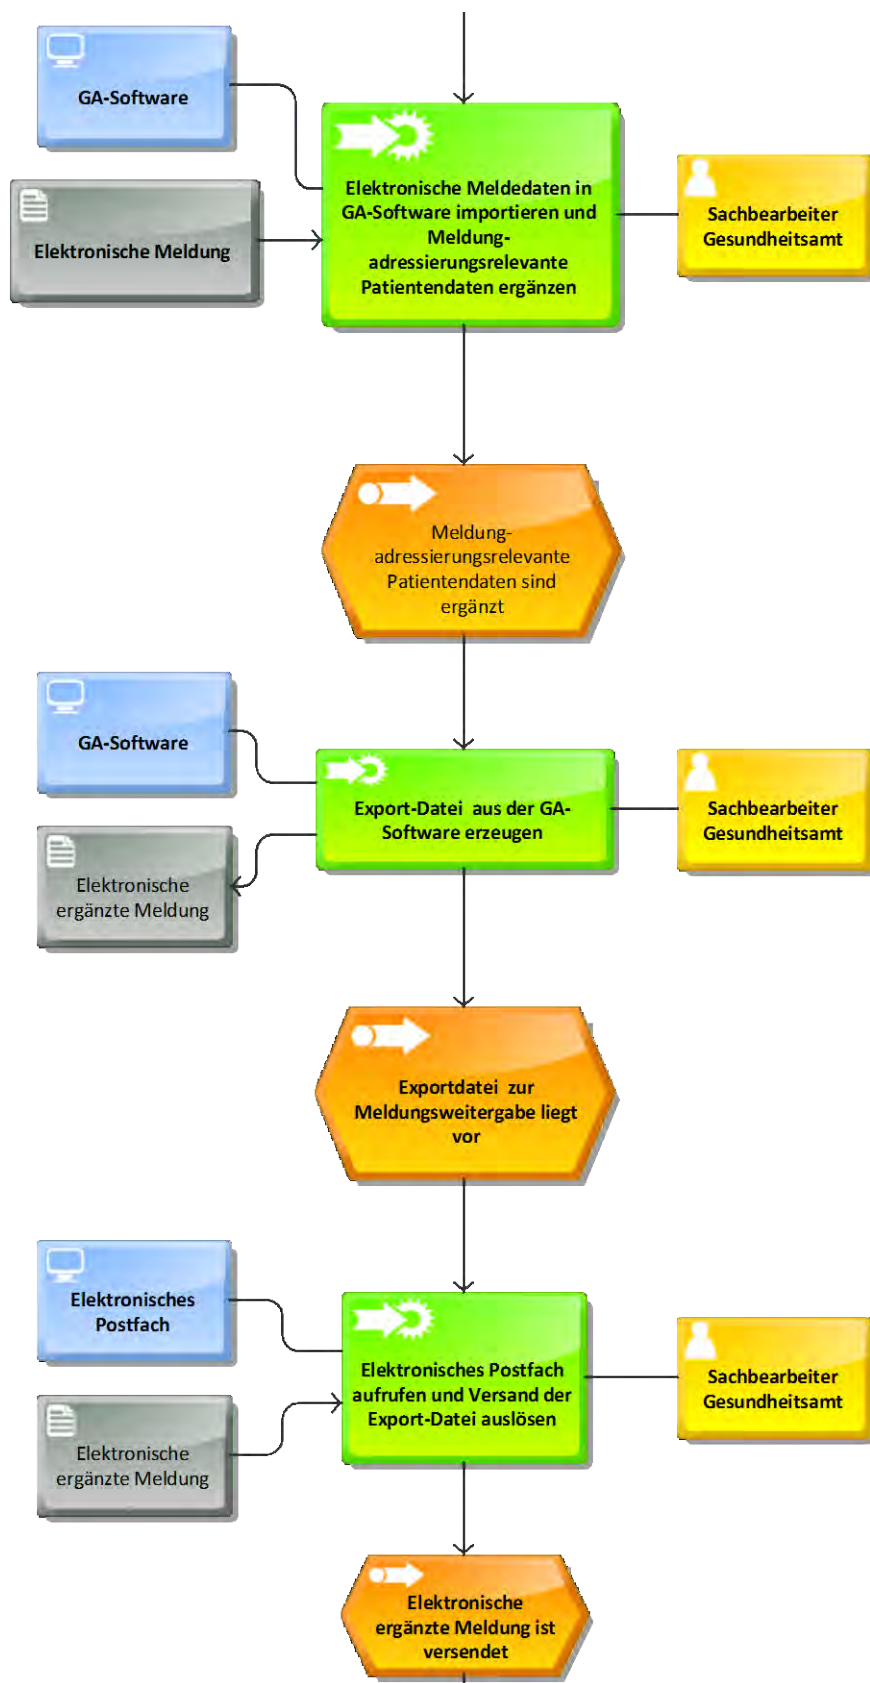 GA-Software
Elektronische Meldung
Elektronische Meldedaten in
GA-Software importieren und
Meldung-
adressierungsrelevante
Patientendaten ergänzen
Sachbearbeiter
Gesundheitsamt
Meldung-
adressierungsrelevante
Patientendaten sind
ergänzt
GA-Software
Elektronische
ergänzte Meldung
Export-Datei aus der GA-
Software erzeugen
Sachbearbeiter
Gesundheitsamt
Exportdatei zur
Meldungsweitergabe liegt
vor
Elektronisches
Postfach
Elektronische
ergänzte Meldung
Elektronisches Postfach
aufrufen und Versand der
Export-Datei auslösen
Sachbearbeiter
Gesundheitsamt
Elektronische
ergänzte Meldung ist
versendet